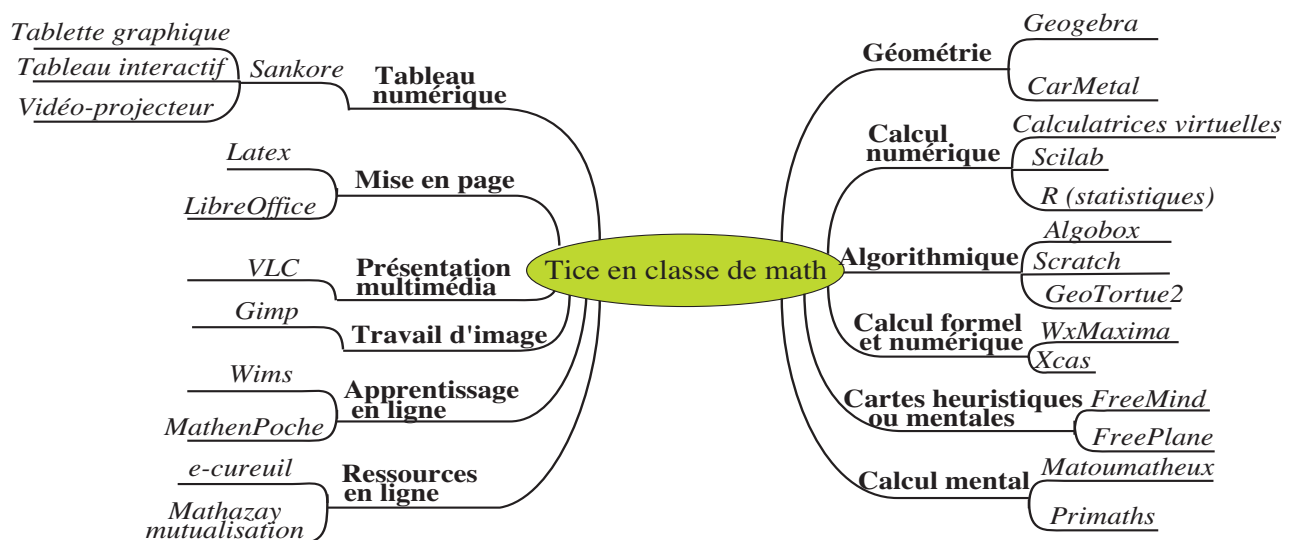 Tablette graphique
Tableau interactif
Vidéo-projecteur
Sankore
Tableau
numérique
Latex
LibreOffice
Mise en page
VLC
Présentation
multimédia
Gimp
Travail d'image
Wims
MathenPoche
Apprentissage
en ligne
e-cureuil
Mathazay
mutualisation
Ressources
en ligne
Tice en classe de math
Géométrie
Geogebra
CarMetal
Calcul
numérique
Calculatrices virtuelles
Scilab
R (statistiques)
Algorithmique
Algobox
Scratch
GeoTortue2
Calcul formel
et numérique
WxMaxima
Xcas
Cartes heuristiques
ou mentales
FreeMind
FreePlane
Calcul mental
Matoumatheux
Primaths